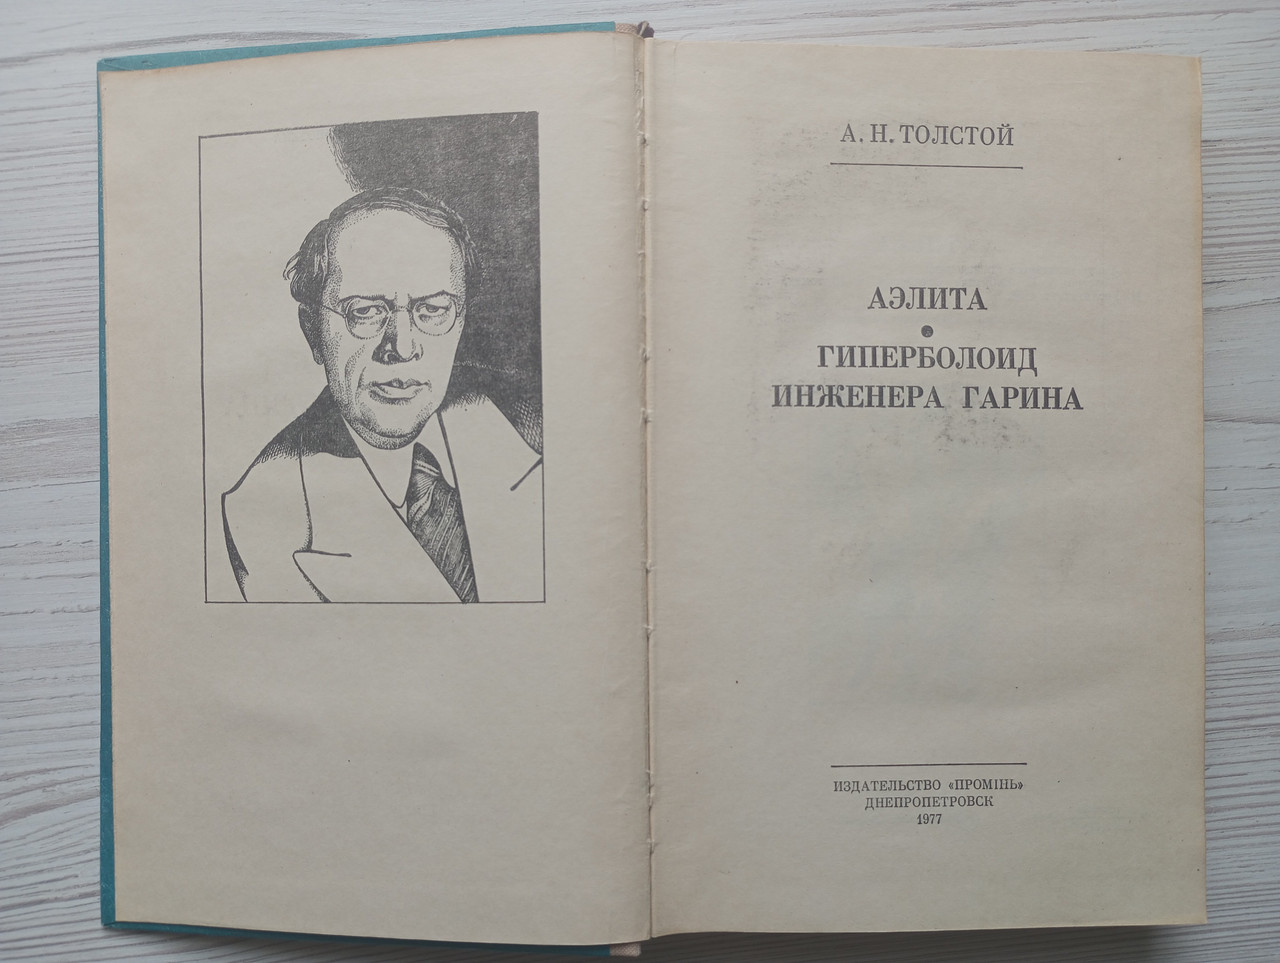 А. Н. ТОЛСТОЙ
АЭЛИТА
●
ГИПЕРБОЛОИД
ИНЖЕНЕРА ГАРИНА
ИЗДАТЕЛЬСТВО «ПРОМІНЬ»
ДНЕПРОПЕТРОВСК
1977